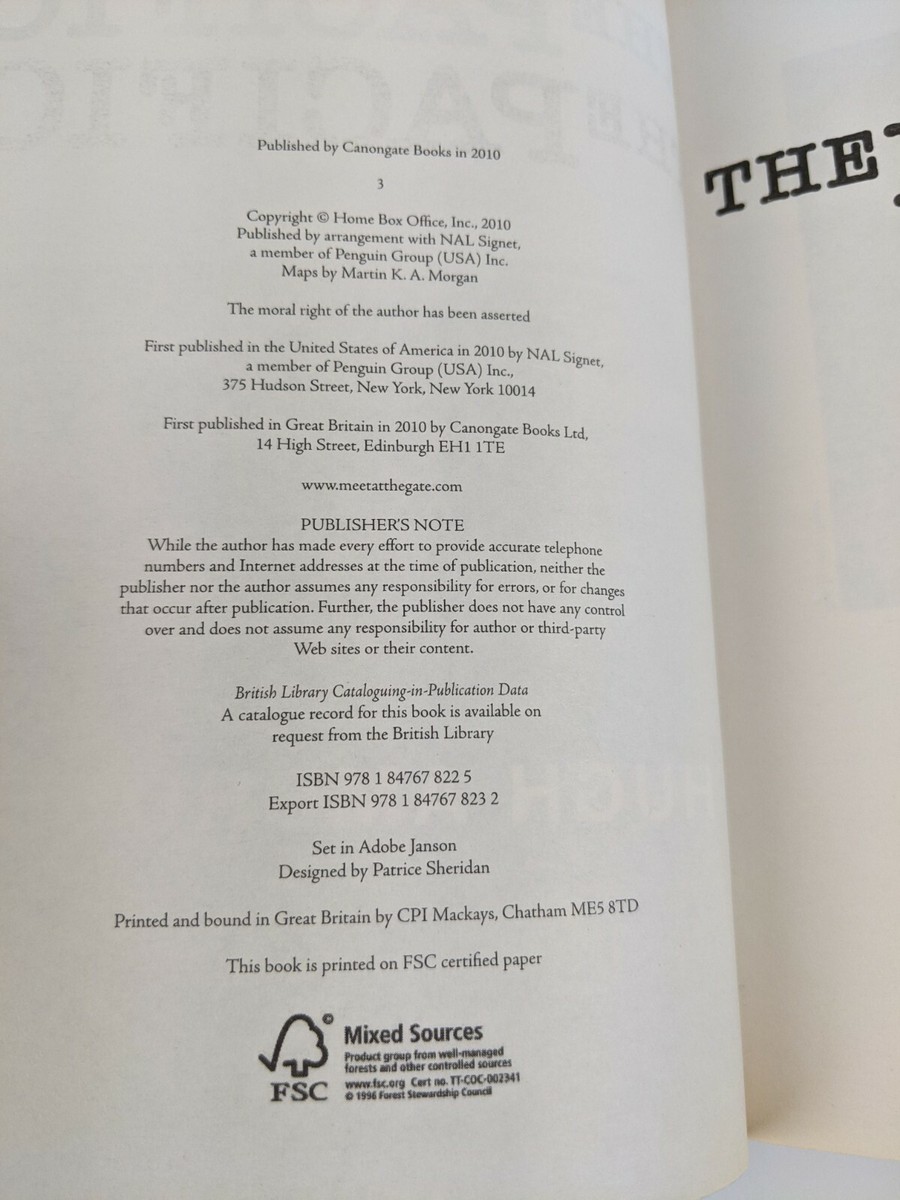 Published by Canongate Books in 2010
3
Copyright © Home Box Office, Inc., 2010
Published by arrangement with NAL Signet,
a member of Penguin Group (USA) Inc.
Maps by Martin K. A. Morgan
The moral right of the author has been asserted
First published in the United States of America in 2010 by NAL Signet,
a member of Penguin Group (USA) Inc.,
375 Hudson Street, New York, New York 10014
First published in Great Britain in 2010 by Canongate Books Ltd,
14 High Street, Edinburgh EH1 1TE
www.meetatthegate.com
PUBLISHER'S NOTE
While the author has made every effort to provide accurate telephone
numbers and Internet addresses at the time of publication, neither the
publisher nor the author assumes any responsibility for errors, or for changes
that occur after publication. Further, the publisher does not have any control
over and does not assume any responsibility for author or third-party
Web sites or their content.
British Library Cataloguing-in-Publication Data
A catalogue record for this book is available on
request from the British Library
ISBN 978 1 84767 822 5
Export ISBN 978 1 84767 823 2
Set in Adobe Janson
Designed by Patrice Sheridan
Printed and bound in Great Britain by CPI Mackays, Chatham ME5 8TD
This book is printed on FSC certified paper
©
FSC
Mixed Sources
Product group from well-managed
forests and other controlled sources
www.fsc.org Cert no. TT-COC-002341
© 1996 Forest Stewardship Council
THE